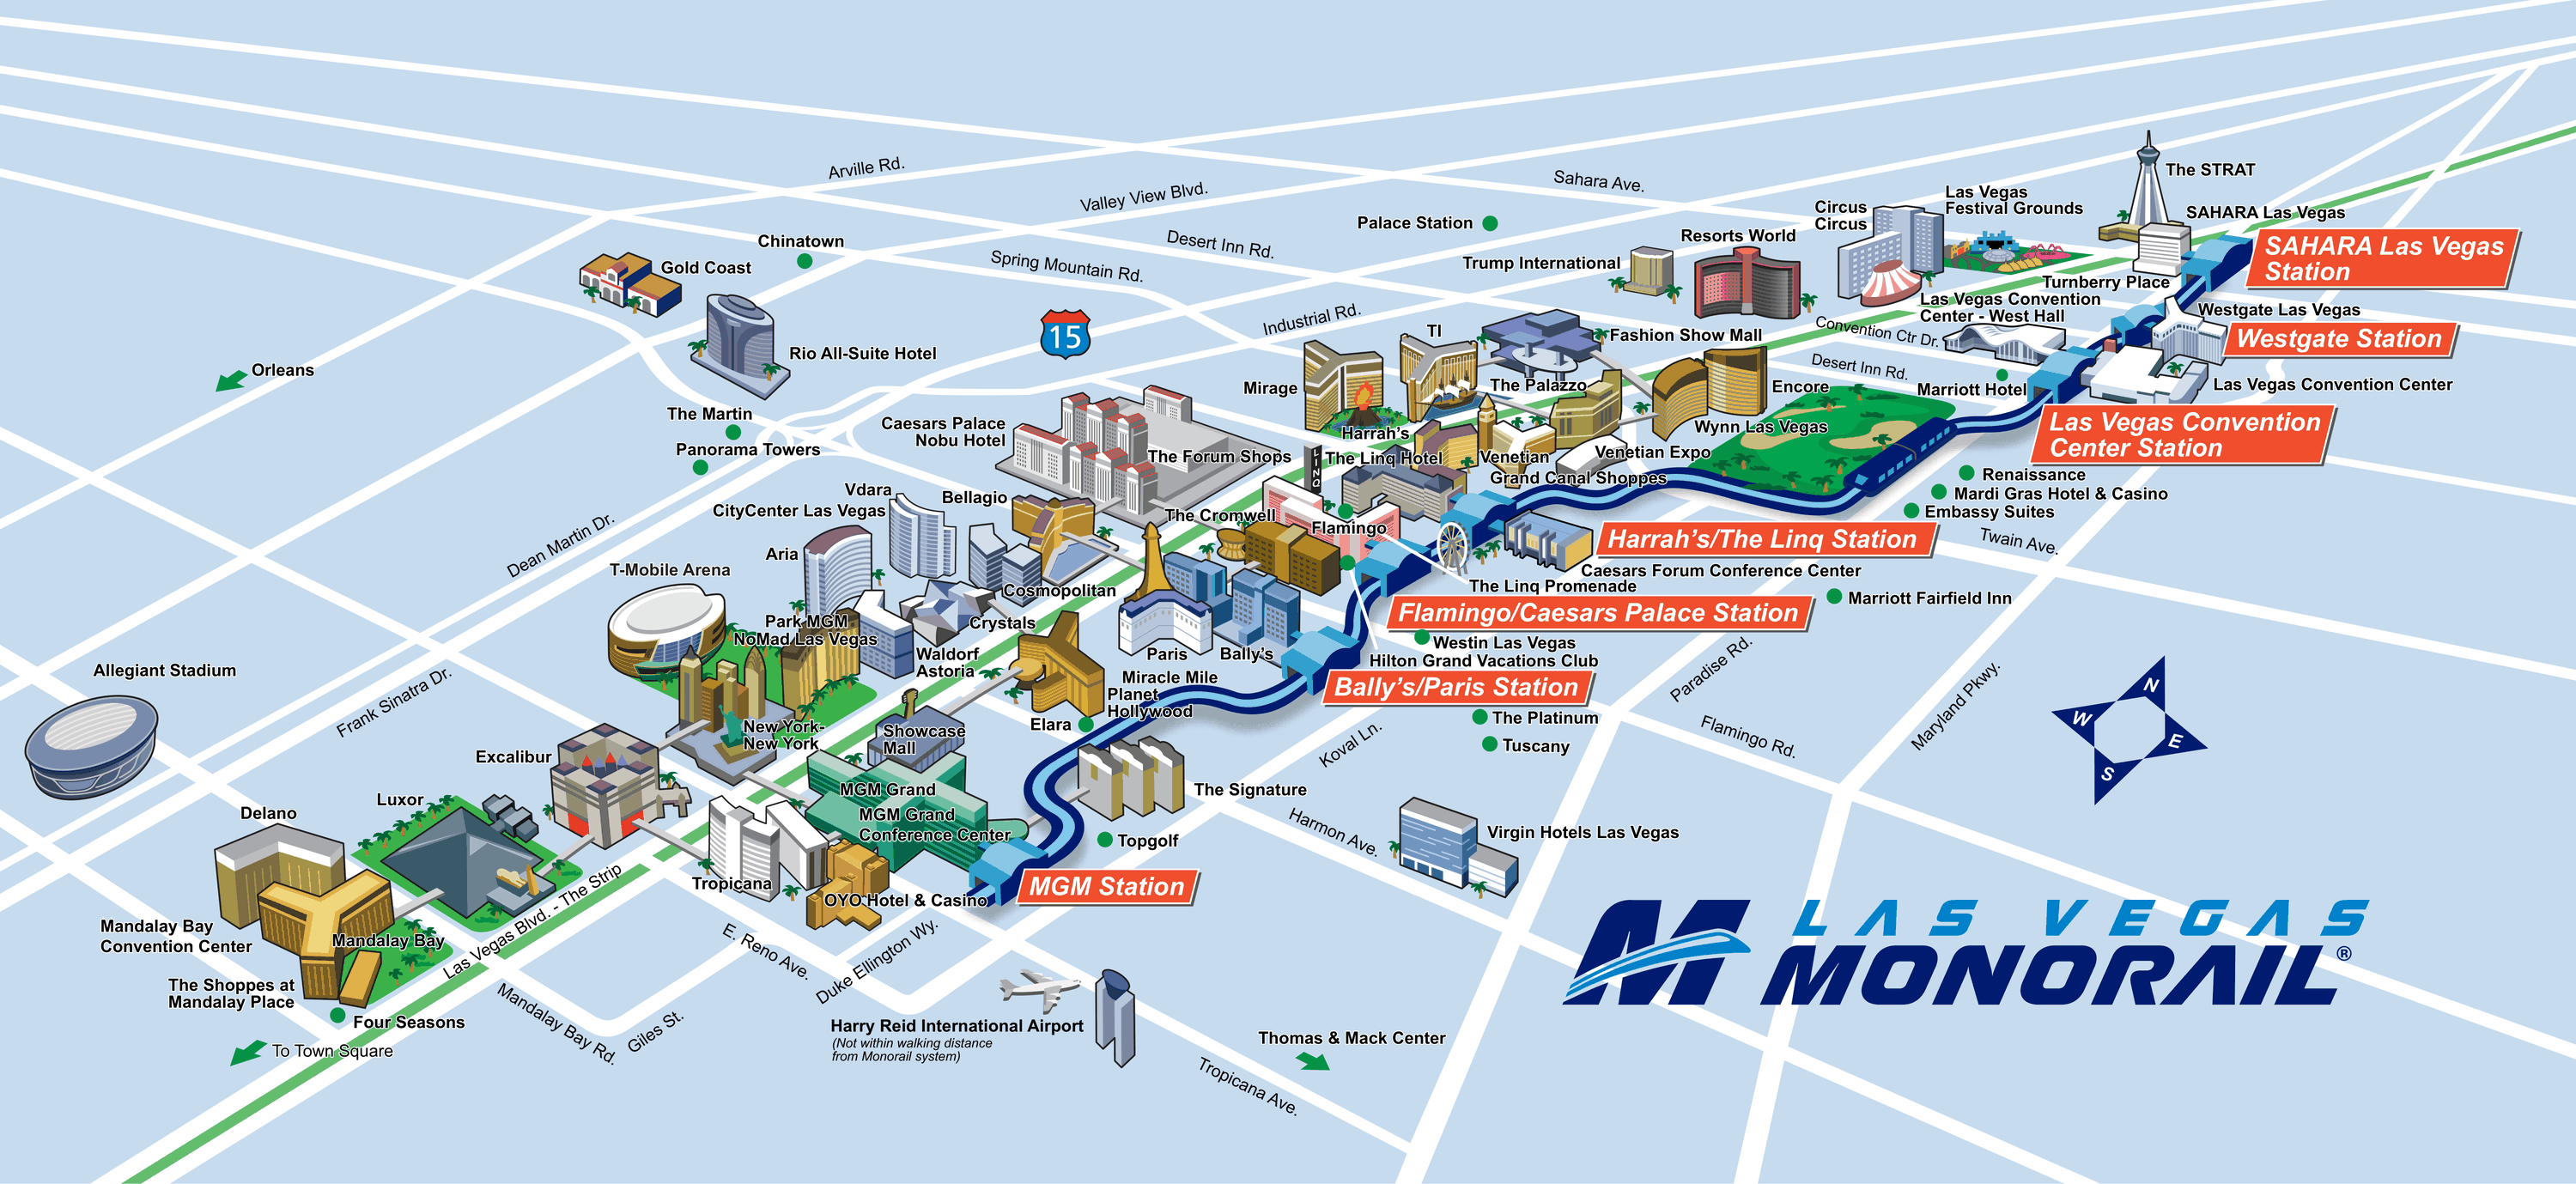 Arville Rd.
Valley View Blvd.
Sahara Ave.
The STRAT
Las Vegas
Festival Grounds
Circus
Circus
SAHARA Las Vegas
SAHARA Las Vegas
Station
Palace Station
Desert Inn Rd.
Chinatown
Resorts World
Gold Coast
Spring Mountain Rd.
Trump International
Turnberry Place
Las Vegas Convention
Center - West Hall
Westgate Las Vegas
Westgate Station
Industrial Rd.
15
TI
Fashion Show Mall
Convention Ctr Dr.
Rio All-Suite Hotel
Orleans
Desert Inn Rd.
Mirage
The Palazzo
Encore
Marriott Hotel
Las Vegas Convention Center
The Martin
Caesars Palace
Nobu Hotel
Harrah's
Wynn Las Vegas
Las Vegas Convention
Center Station
Panorama Towers
The Forum Shops
LINQ
The Linq Hotel
Venetian
Venetian Expo
Grand Canal Shoppes
Renaissance
Mardi Gras Hotel & Casino
Embassy Suites
Vdara
CityCenter Las Vegas
Bellagio
The Cromwell
Flamingo
Harrah's/The Linq Station
Twain Ave.
Dean Martin Dr.
Aria
T-Mobile Arena
Caesars Forum Conference Center
The Linq Promenade
Cosmopolitan
Marriott Fairfield Inn
Flamingo/Caesars Palace Station
Crystals
Park MGM
NoMad Las Vegas
Waldorf
Astoria
Paris
Bally's
Westin Las Vegas
Hilton Grand Vacations Club
Bally's/Paris Station
Allegiant Stadium
Miracle Mile
Planet
Hollywood
Elara
Paradise Rd.
Maryland Pkwy.
N
W
E
S
Frank Sinatra Dr.
New York-
New York
Showcase
Mall
The Platinum
Tuscany
Flamingo Rd.
Koval Ln.
Excalibur
MGM Grand
MGM Grand
Conference Center
The Signature
Luxor
Delano
Harmon Ave.
Virgin Hotels Las Vegas
Topgolf
Tropicana
MGM Station
OYO Hotel & Casino
Las Vegas Blvd. - The Strip
Mandalay Bay
Convention Center
Mandalay Bay
E. Reno Ave.
Duke Ellington Wy.
LAS VEGAS
MONORAIL®
The Shoppes at
Mandalay Place
Four Seasons
To Town Square
Mandalay Bay Rd.
Giles St.
Harry Reid International Airport
(Not within walking distance
from Monorail system)
Thomas & Mack Center
Tropicana Ave.